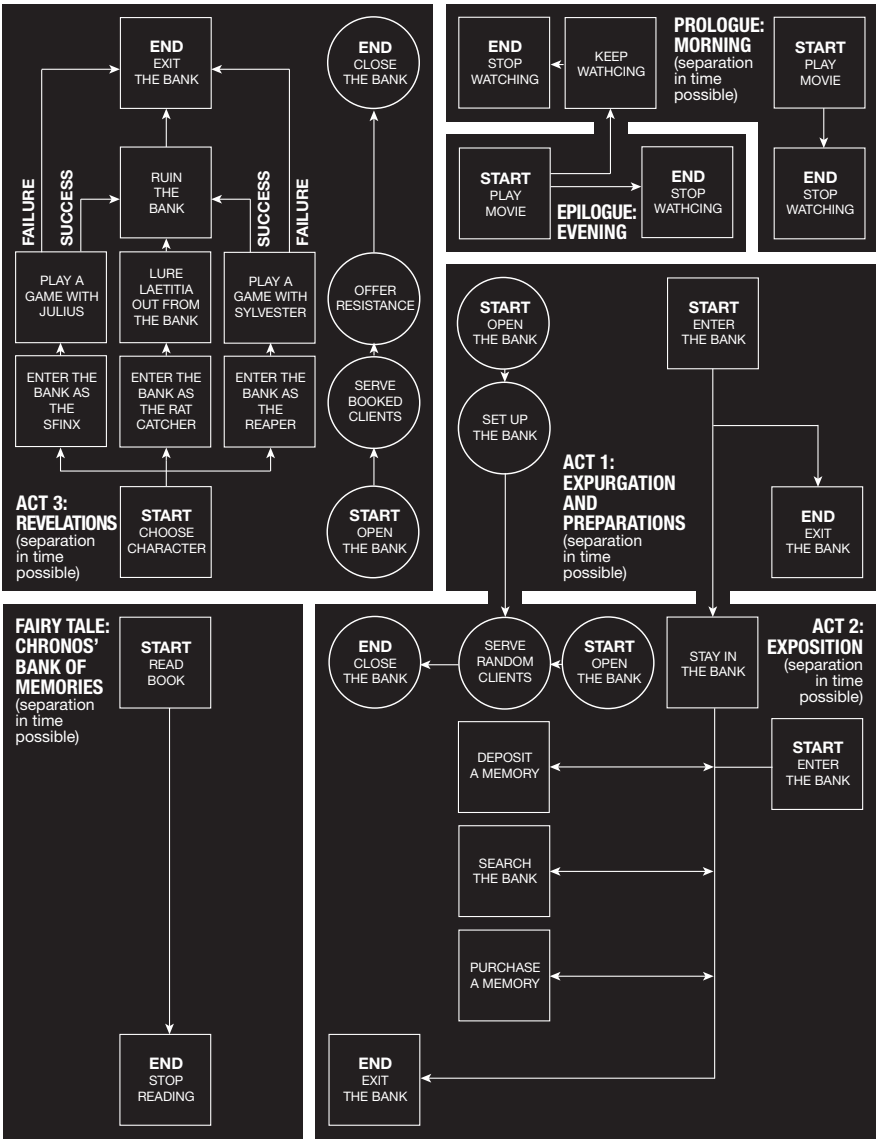 END
EXIT
THE BANK
END
CLOSE
THE BANK
RUIN
THE
BANK
FAILURE
SUCCESS
SUCCESS
FAILURE
PLAY A
GAME WITH
JULIUS
LURE
LAETITIA
OUT FROM
THE BANK
PLAY A
GAME WITH
SYLVESTER
OFFER
RESISTANCE
ENTER THE
BANK AS
THE
SFINX
ENTER THE
BANK AS
THE RAT
CATCHER
ENTER THE
BANK AS
THE
REAPER
SERVE
BOOKED
CLIENTS
ACT 3:
REVELATIONS
(separation
in time
possible)
START
CHOOSE
CHARACTER
START
OPEN
THE BANK
END
STOP
WATCHING
KEEP
WATHCING
PROLOGUE:
MORNING
(separation
in time
possible)
START
PLAY
MOVIE
END
STOP
WATCHING
START
PLAY
MOVIE
EPILOGUE:
EVENING
END
STOP
WATHCING
START
OPEN
THE BANK
START
ENTER
THE BANK
SET UP
THE BANK
ACT 1:
EXPURGATION
AND
PREPARATIONS
(separation
in time
possible)
END
EXIT
THE BANK
FAIRY TALE:
CHRONOS’
BANK OF
MEMORIES
(separation
in time
possible)
START
READ
BOOK
END
STOP
READING
END
CLOSE
THE BANK
SERVE
RANDOM
CLIENTS
START
OPEN
THE BANK
STAY IN
THE BANK
ACT 2:
EXPOSITION
(separation
in time
possible)
DEPOSIT
A MEMORY
START
ENTER
THE BANK
SEARCH
THE BANK
PURCHASE
A MEMORY
END
EXIT
THE BANK